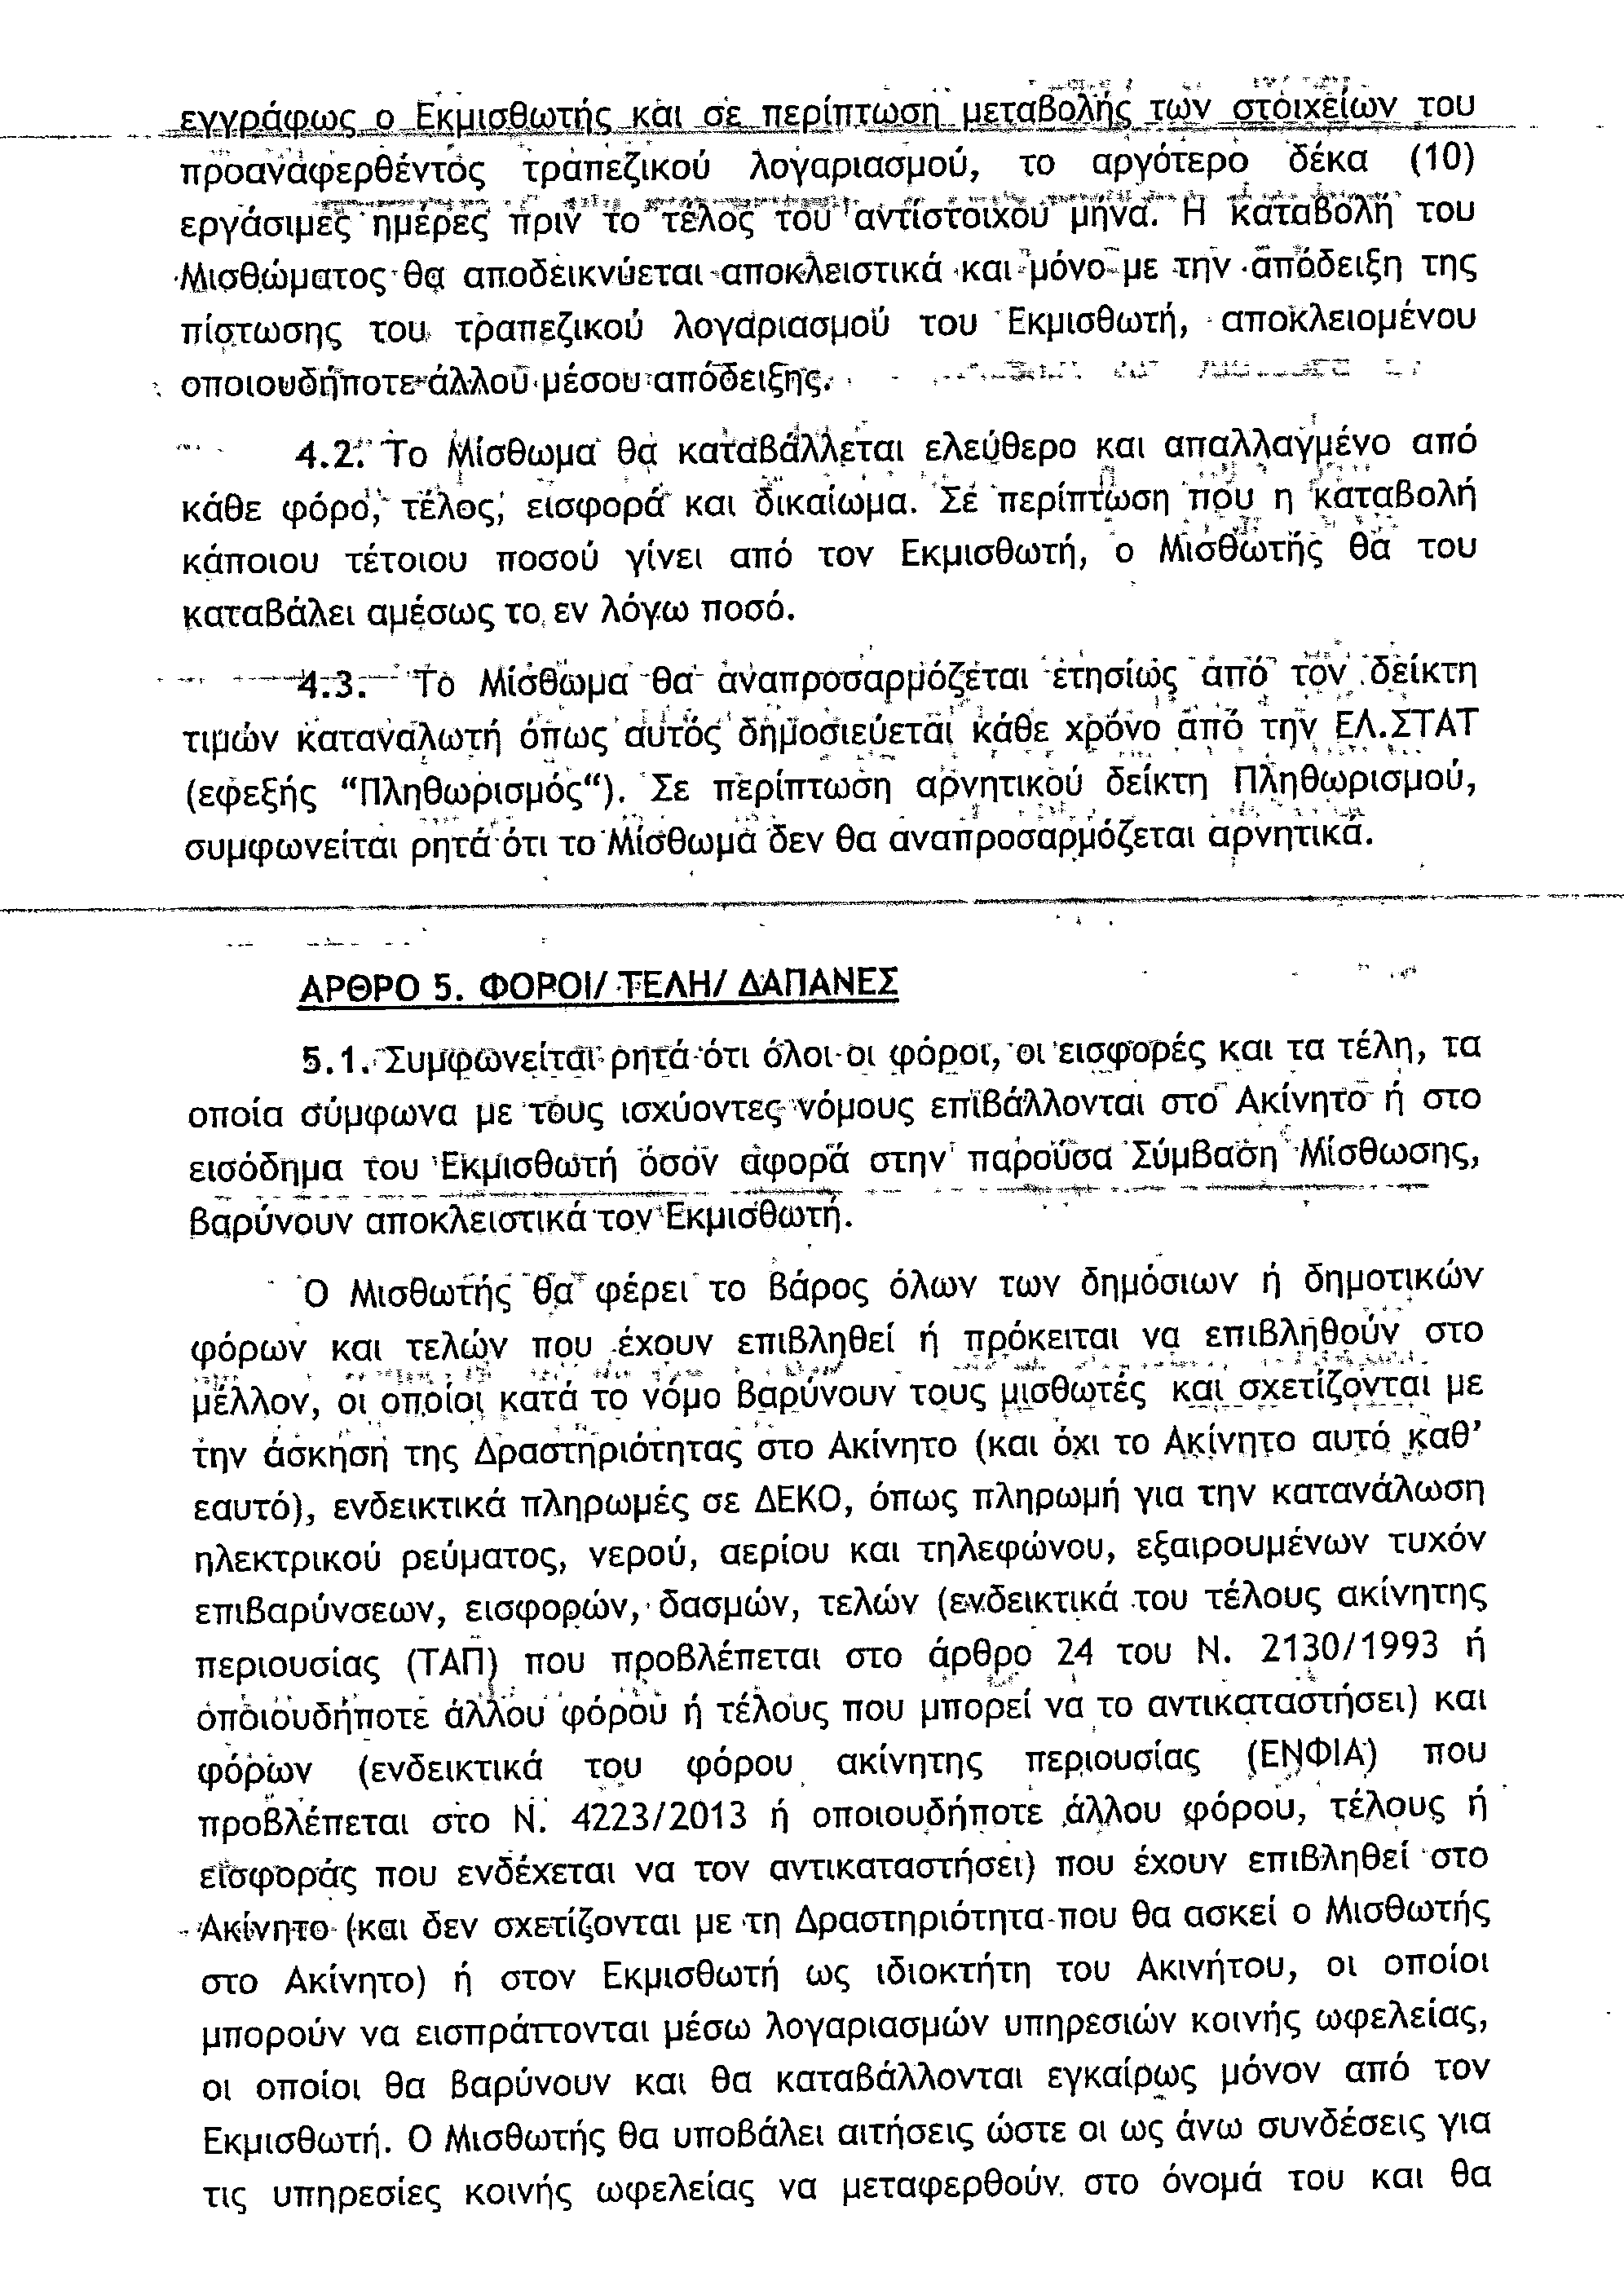 εγγράφως ο Εκμισθωτής και σε περίπτωση μεταβολής των στοιχείων του
προαναφερθέντος τραπεζικού λογαριασμού, το αργότερο δέκα (10)
εργάσιμες ημέρες πριν το τέλος του αντίστοιχου μήνα. Η καταβολή του
Μισθώματος θα αποδεικνύεται αποκλειστικά και μόνο με την απόδειξη της
πίστωσης του τραπεζικού λογαριασμού του Εκμισθωτή, αποκλειομένου
οποιουδήποτε άλλου μέσου απόδειξης.
4.2. Το Μίσθωμα θα καταβάλλεται ελεύθερο και απαλλαγμένο από
κάθε φόρο, τέλος, εισφορά και δικαίωμα. Σε περίπτωση που η καταβολή
κάποιου τέτοιου ποσού γίνει από τον Εκμισθωτή, ο Μισθωτής θα του
καταβάλει αμέσως το εν λόγω ποσό.
4.3. Το Μίσθωμα θα αναπροσαρμόζεται ετησίως από τον δείκτη
τιμών καταναλωτή όπως αυτός δημοσιεύεται κάθε χρόνο από την ΕΛ.ΣΤΑΤ
(εφεξής “Πληθωρισμός“). Σε περίπτωση αρνητικού δείκτη Πληθωρισμού,
συμφωνείται ρητά ότι το Μίσθωμα δεν θα αναπροσαρμόζεται αρνητικά.
ΑΡΘΡΟ 5. ΦΟΡΟΙ/ ΤΕΛΗ/ ΔΑΠΑΝΕΣ
5.1. Συμφωνείται ρητά ότι όλοι οι φόροι, οι εισφορές και τα τέλη, τα
οποία σύμφωνα με τους ισχύοντες νόμους επιβάλλονται στο Ακίνητο ή στο
εισόδημα του Εκμισθωτή όσον αφορά στην παρούσα Σύμβαση Μίσθωσης,
βαρύνουν αποκλειστικά τον Εκμισθωτή.
Ο Μισθωτής θα φέρει το βάρος όλων των δημόσιων ή δημοτικών
φόρων και τελών που έχουν επιβληθεί ή πρόκειται να επιβληθούν στο
μέλλον, οι οποίοι κατά το νόμο βαρύνουν τους μισθωτές και σχετίζονται με
την άσκηση της Δραστηριότητας στο Ακίνητο (και όχι το Ακίνητο αυτό καθ’
εαυτό), ενδεικτικά πληρωμές σε ΔΕΚΟ, όπως πληρωμή για την κατανάλωση
ηλεκτρικού ρεύματος, νερού, αερίου και τηλεφώνου, εξαιρουμένων τυχόν
επιβαρύνσεων, εισφορών, δασμών, τελών (ενδεικτικά του τέλους ακίνητης
περιουσίας (ΤΑΠ) που προβλέπεται στο άρθρο 24 του Ν. 2130/1993 ή
οποιουδήποτε άλλου φόρου ή τέλους που μπορεί να το αντικαταστήσει) και
φόρων (ενδεικτικά του φόρου ακίνητης περιουσίας (ΕΝΦΙΑ) που
προβλέπεται στο Ν. 4223/2013 ή οποιουδήποτε άλλου φόρου, τέλους ή
εισφοράς που ενδέχεται να τον αντικαταστήσει) που έχουν επιβληθεί στο
Ακίνητο (και δεν σχετίζονται με τη Δραστηριότητα που θα ασκεί ο Μισθωτής
στο Ακίνητο) ή στον Εκμισθωτή ως ιδιοκτήτη του Ακινήτου, οι οποίοι
μπορούν να εισπράττονται μέσω λογαριασμών υπηρεσιών κοινής ωφελείας,
οι οποίοι θα βαρύνουν και θα καταβάλλονται εγκαίρως μόνον από τον
Εκμισθωτή. Ο Μισθωτής θα υποβάλει αιτήσεις ώστε οι ως άνω συνδέσεις για
τις υπηρεσίες κοινής ωφελείας να μεταφερθούν στο όνομά του και θα